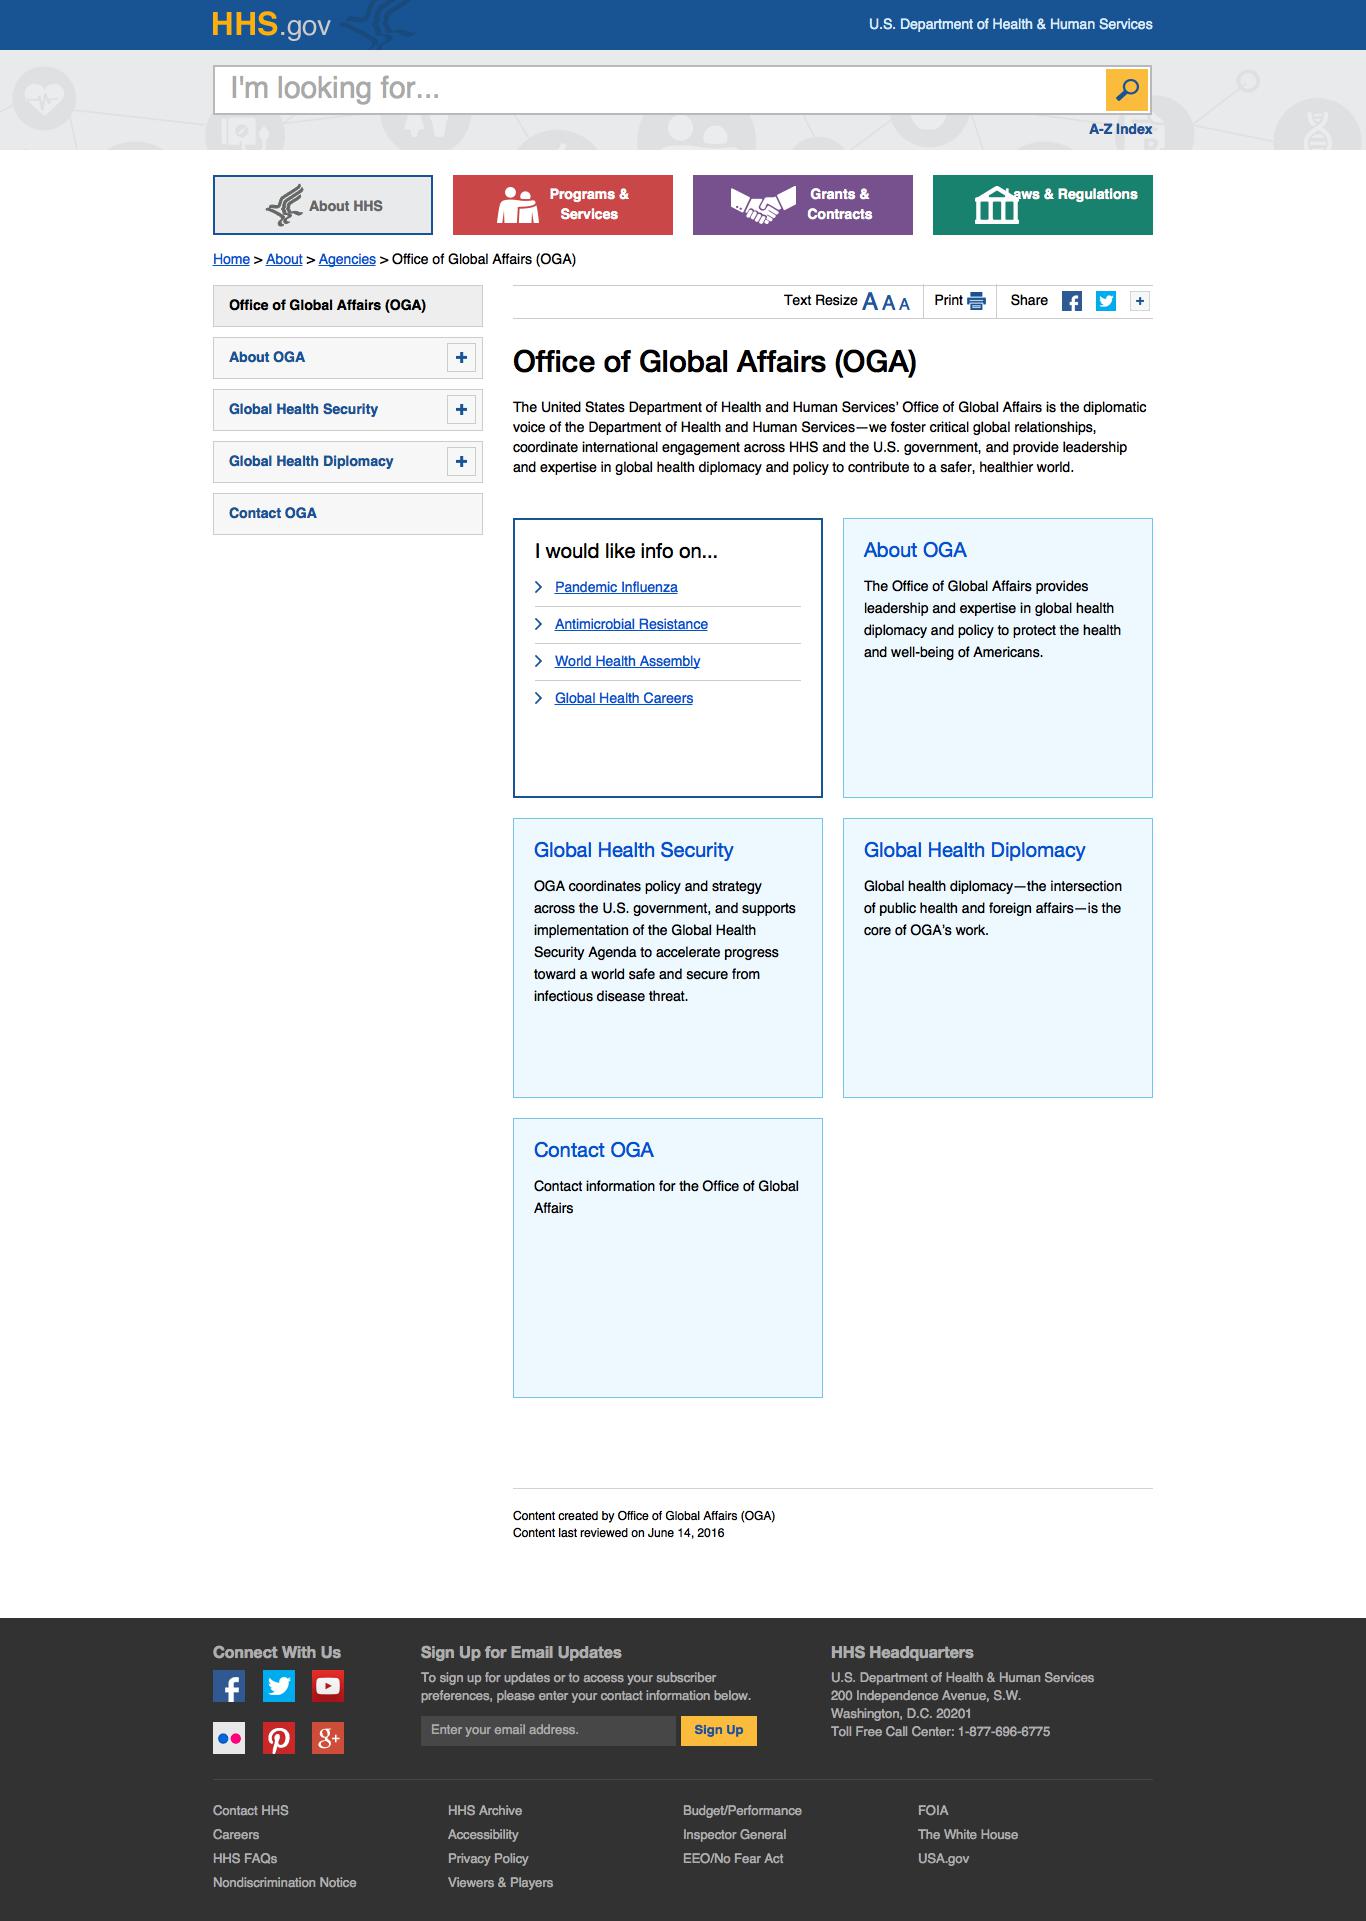 HHS.gov
U.S. Department of Health & Human Services
I'm looking for...
A-Z Index
About HHS
Programs &
Services
Grants &
Contracts
Laws & Regulations
Home > About > Agencies > Office of Global Affairs (OGA)
Office of Global Affairs (OGA)
About OGA
Global Health Security
Global Health Diplomacy
Contact OGA
Text Resize A A A
Print
Share
Office of Global Affairs (OGA)
The United States Department of Health and Human Services’ Office of Global Affairs is the diplomatic
voice of the Department of Health and Human Services—we foster critical global relationships,
coordinate international engagement across HHS and the U.S. government, and provide leadership
and expertise in global health diplomacy and policy to contribute to a safer, healthier world.
I would like info on...
Pandemic Influenza
Antimicrobial Resistance
World Health Assembly
Global Health Careers
About OGA
The Office of Global Affairs provides
leadership and expertise in global health
diplomacy and policy to protect the health
and well-being of Americans.
Global Health Security
OGA coordinates policy and strategy
across the U.S. government, and supports
implementation of the Global Health
Security Agenda to accelerate progress
toward a world safe and secure from
infectious disease threat.
Global Health Diplomacy
Global health diplomacy—the intersection
of public health and foreign affairs—is the
core of OGA’s work.
Contact OGA
Contact information for the Office of Global
Affairs
Content created by Office of Global Affairs (OGA)
Content last reviewed on June 14, 2016
Connect With Us
Sign Up for Email Updates
To sign up for updates or to access your subscriber
preferences, please enter your contact information below.
Enter your email address.
Sign Up
HHS Headquarters
U.S. Department of Health & Human Services
200 Independence Avenue, S.W.
Washington, D.C. 20201
Toll Free Call Center: 1-877-696-6775
Contact HHS
Careers
HHS FAQs
Nondiscrimination Notice
HHS Archive
Accessibility
Privacy Policy
Viewers & Players
Budget/Performance
Inspector General
EEO/No Fear Act
FOIA
The White House
USA.gov